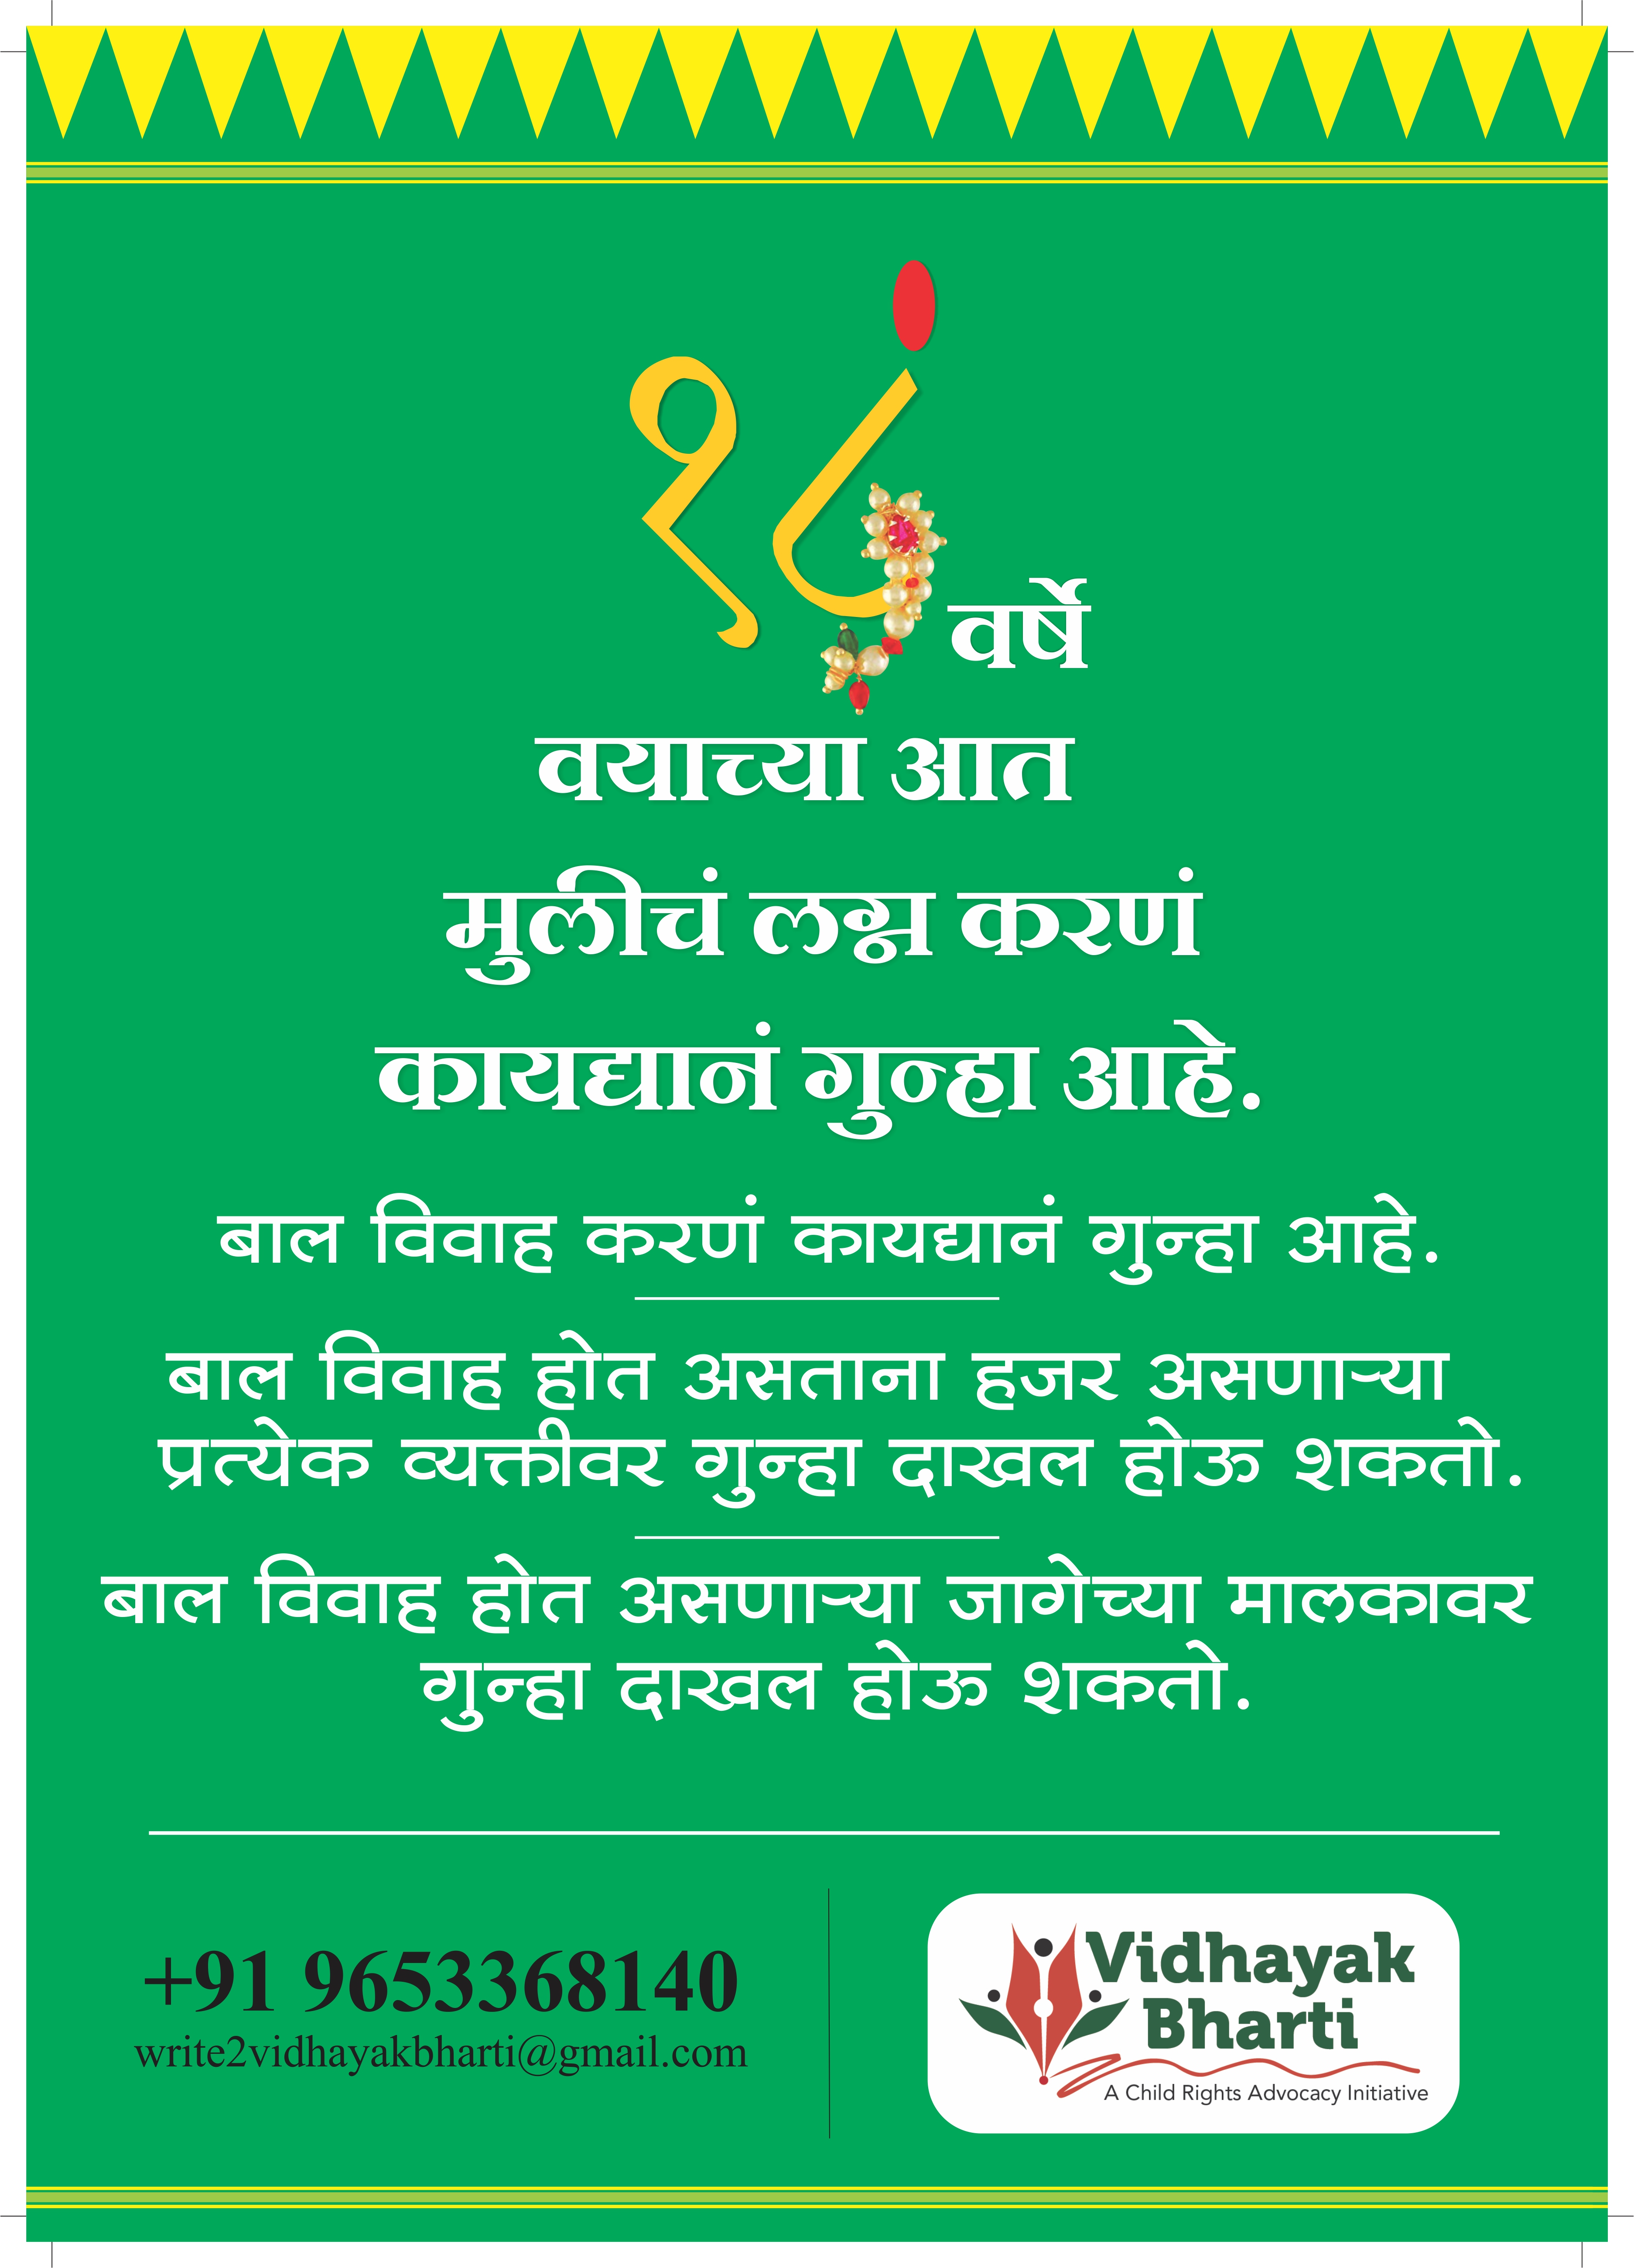 १८ वर्षे
वयाच्या आत
मुलीचं लग्न करणं
कायद्यानं गुन्हा आहे.
बाल विवाह करणं कायद्यानं गुन्हा आहे.
बाल विवाह होत असताना हजर असणाऱ्या
प्रत्येक व्यक्तीवर गुन्हा दाखल होऊ शकतो.
बाल विवाह होत असणाऱ्या जागेच्या मालकावर
गुन्हा दाखल होऊ शकतो.
+91 9653368140
write2vidhayakbharti@gmail.com
Vidhayak
Bharti
A Child Rights Advocacy Initiative